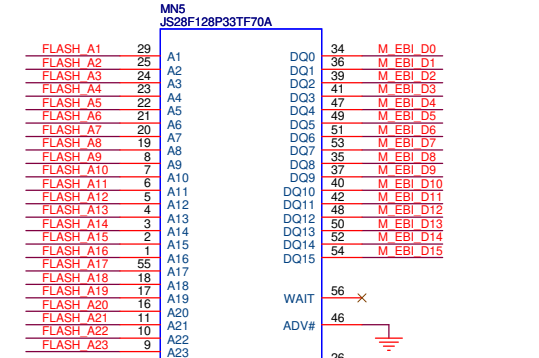 MN5
JS28F128P33TF70A
FLASH_A1 29 A1 DQ0 34 M_EBI_D0
FLASH_A2 25 A2 DQ1 36 M_EBI_D1
FLASH_A3 24 A3 DQ2 39 M_EBI_D2
FLASH_A4 23 A4 DQ3 41 M_EBI_D3
FLASH_A5 22 A5 DQ4 47 M_EBI_D4
FLASH_A6 21 A6 DQ5 49 M_EBI_D5
FLASH_A7 20 A7 DQ6 51 M_EBI_D6
FLASH_A8 19 A8 DQ7 53 M_EBI_D7
FLASH_A9 8 A9 DQ8 35 M_EBI_D8
FLASH_A10 7 A10 DQ9 37 M_EBI_D9
FLASH_A11 6 A11 DQ10 40 M_EBI_D10
FLASH_A12 5 A12 DQ11 42 M_EBI_D11
FLASH_A13 4 A13 DQ12 48 M_EBI_D12
FLASH_A14 3 A14 DQ13 50 M_EBI_D13
FLASH_A15 2 A15 DQ14 52 M_EBI_D14
FLASH_A16 1 A16 DQ15 54 M_EBI_D15
FLASH_A17 55 A17
FLASH_A18 18 A18
FLASH_A19 17 A19 WAIT 56
FLASH_A20 16 A20
FLASH_A21 11 A21 ADV# 46
FLASH_A22 10 A22
FLASH_A23 9 A23